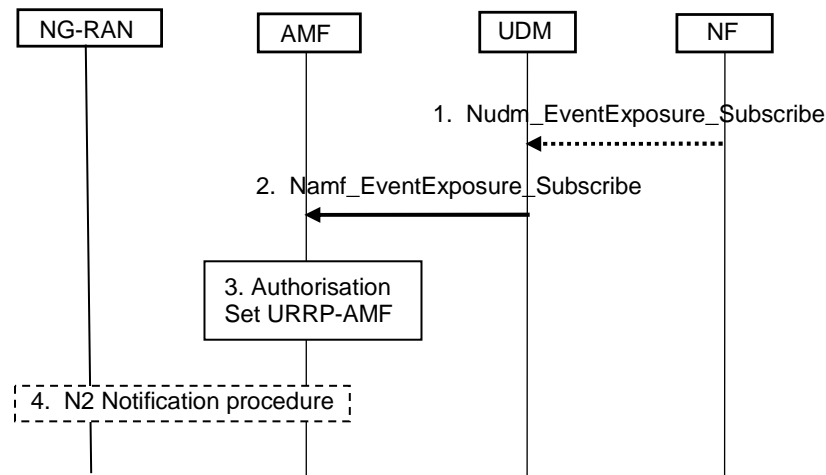 NG-RAN
AMF
UDM
NF
1. Nudm_EventExposure_Subscribe
2. Namf_EventExposure_Subscribe
3. Authorisation
Set URRP-AMF
4. N2 Notification procedure